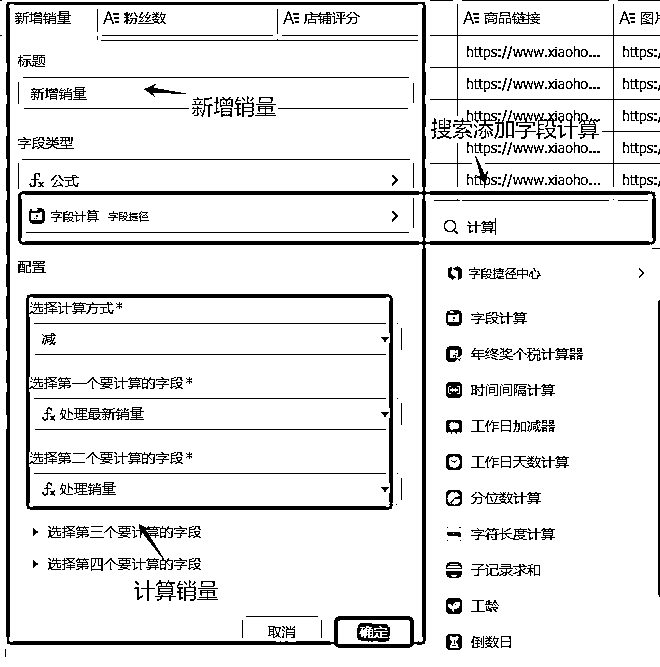 新增销量
A 粉丝数
A 店铺评分
标题
新增销量
新增销量
字段类型
fx 公式
字段计算 字段捷径
配置
选择计算方式*
减
选择第一个要计算的字段*
fx 处理最新销量
选择第二个要计算的字段*
fx 处理销量
选择第三个要计算的字段
选择第四个要计算的字段
计算销量
取消
确定
A 商品链接
A 图片
https://www.xiaoho...
https:/
https://www.xiaoho...
https:/
https://www.xiaoho...
https:/
搜索添加字段计算
https://www.xiaoho...
https:/
https://www.xiaoho...
https:/
计算
字段捷径中心
字段计算
年终奖个税计算器
时间间隔计算
工作日加减器
工作日天数计算
分位数计算
字符长度计算
子记录求和
工龄
倒数日